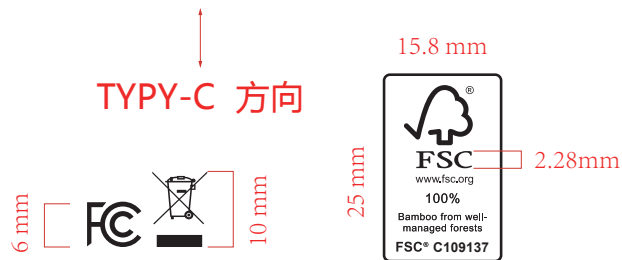 15.8 mm
TYPY-C 方向
®
FSC
www.fsc.org
100%
Bamboo from well-
managed forests
FSC® C109137
2.28mm
25 mm
6 mm
FC
10 mm